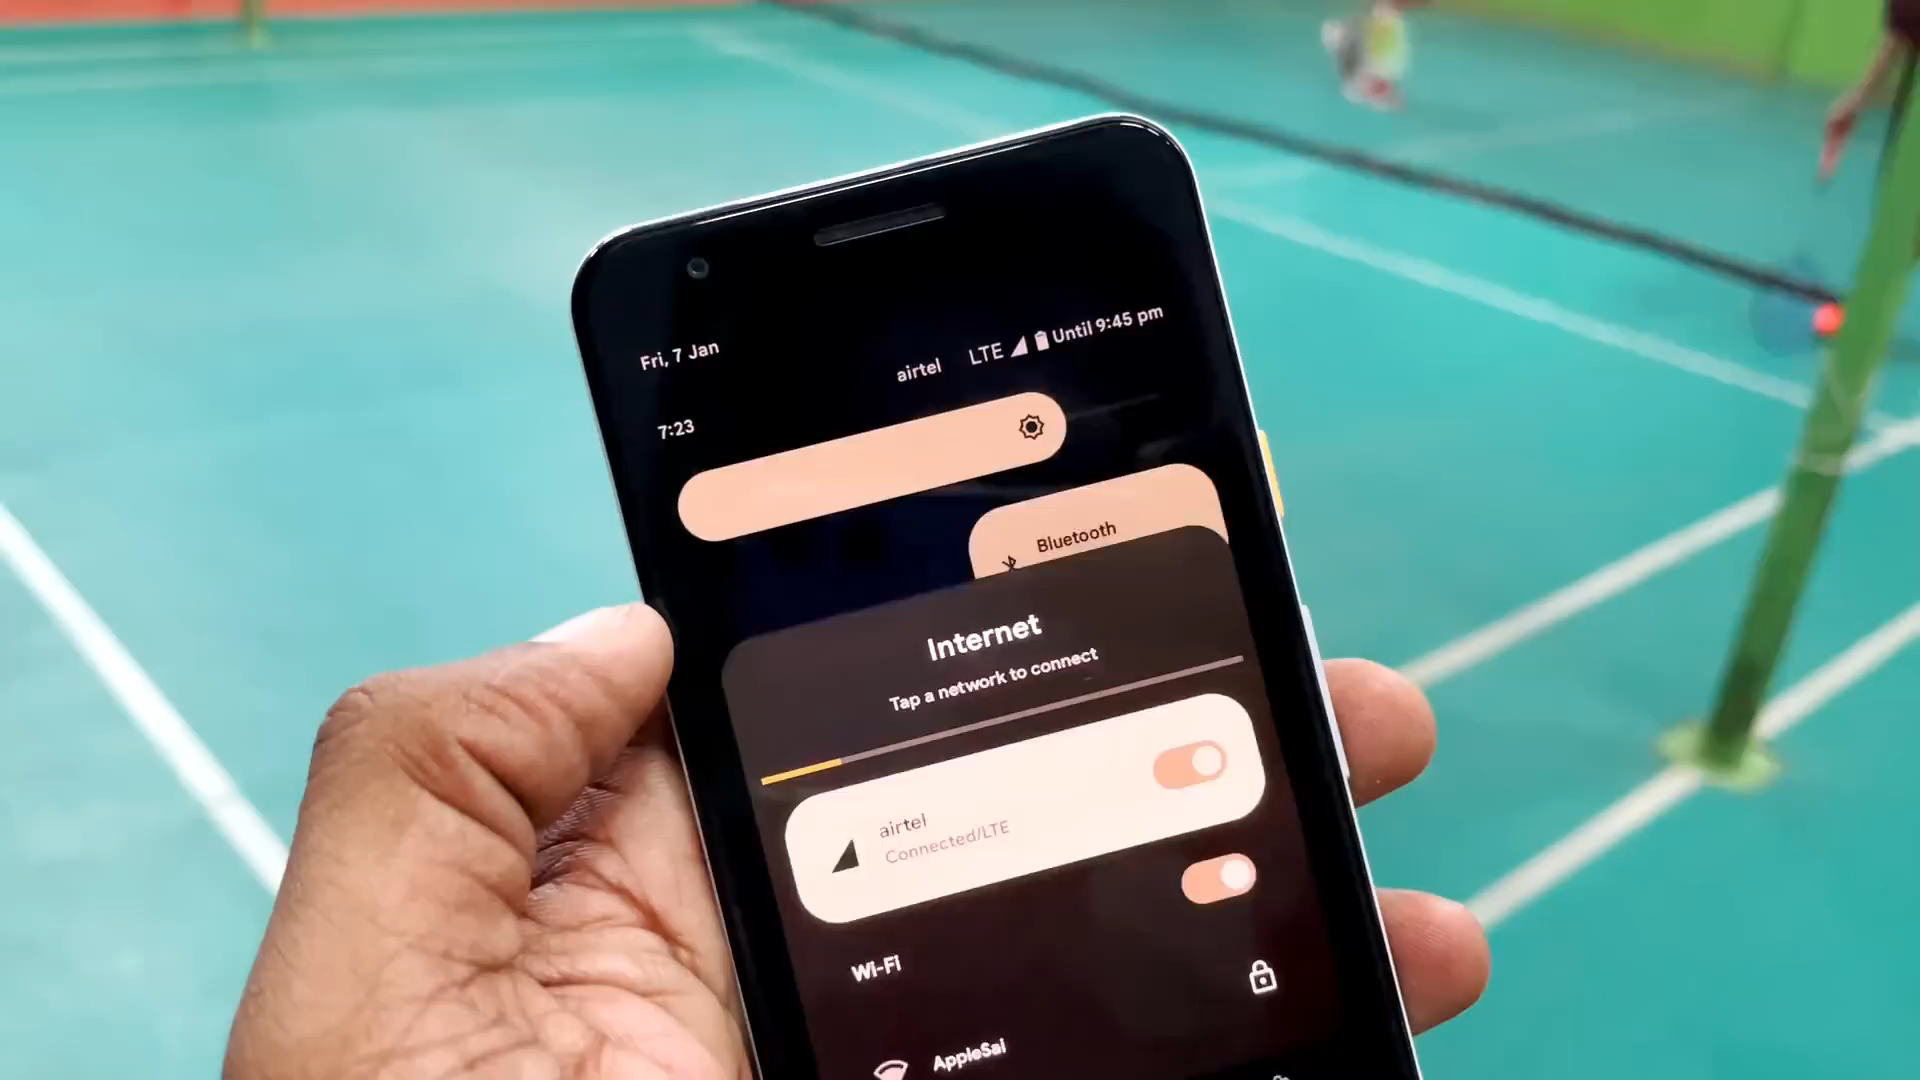 Fri, 7 Jan
airtel LTE Until 9:45 pm
7:23
Bluetooth
Internet
Tap a network to connect
airtel
Connected/LTE
Wi-Fi
AppleSai